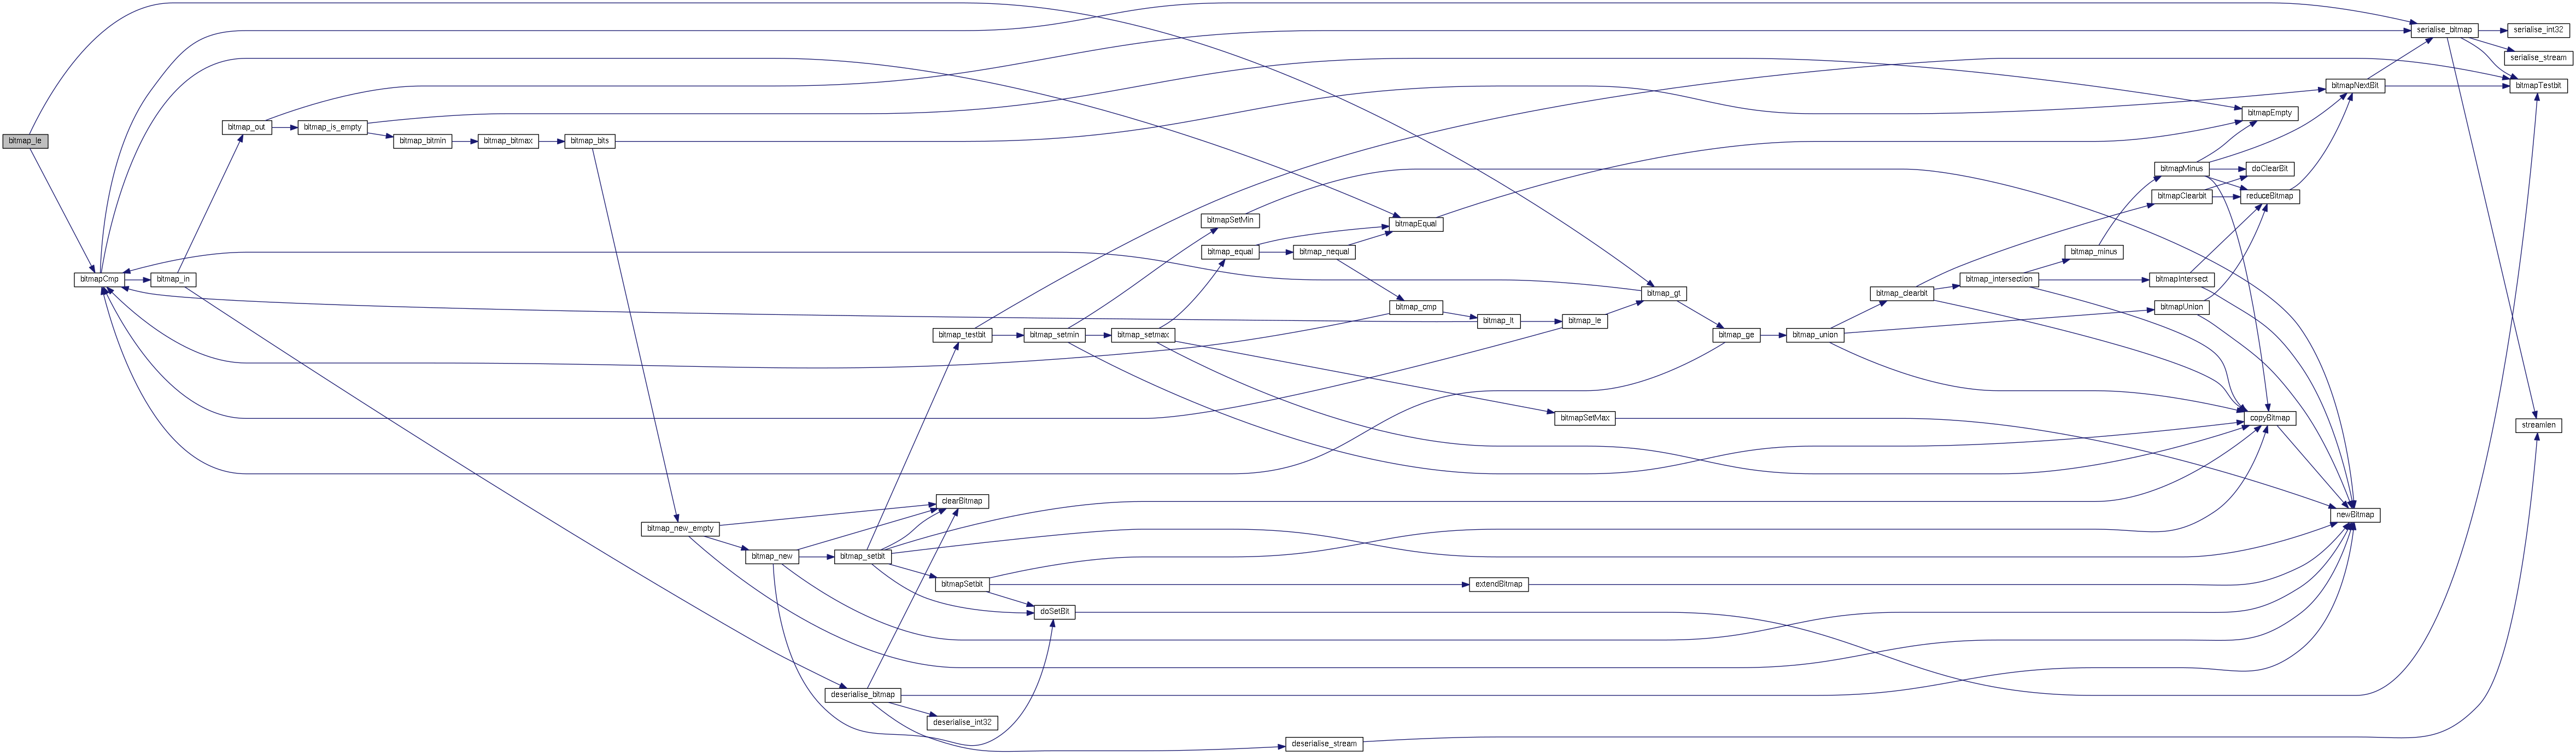 serialise_bitmap
serialise_int32
serialise_stream
bitmapNextBit
bitmapTestbit
bitmapEmpty
bitmap_out
bitmap_is_empty
bitmap_le
bitmap_bitmin
bitmap_bitmax
bitmap_bits
bitmapMinus
doClearBit
bitmapClearbit
reduceBitmap
bitmapSetMin
bitmapEqual
bitmap_equal
bitmap_nequal
bitmap_minus
bitmapCmp
bitmap_in
bitmap_intersection
bitmapIntersect
bitmap_gt
bitmap_clearbit
bitmap_cmp
bitmapUnion
bitmap_lt
bitmap_le
bitmap_testbit
bitmap_setmin
bitmap_setmax
bitmap_ge
bitmap_union
bitmapSetMax
copyBitmap
streamlen
clearBitmap
newBitmap
bitmap_new_empty
bitmap_new
bitmap_setbit
bitmapSetbit
extendBitmap
doSetBit
deserialise_bitmap
deserialise_int32
deserialise_stream